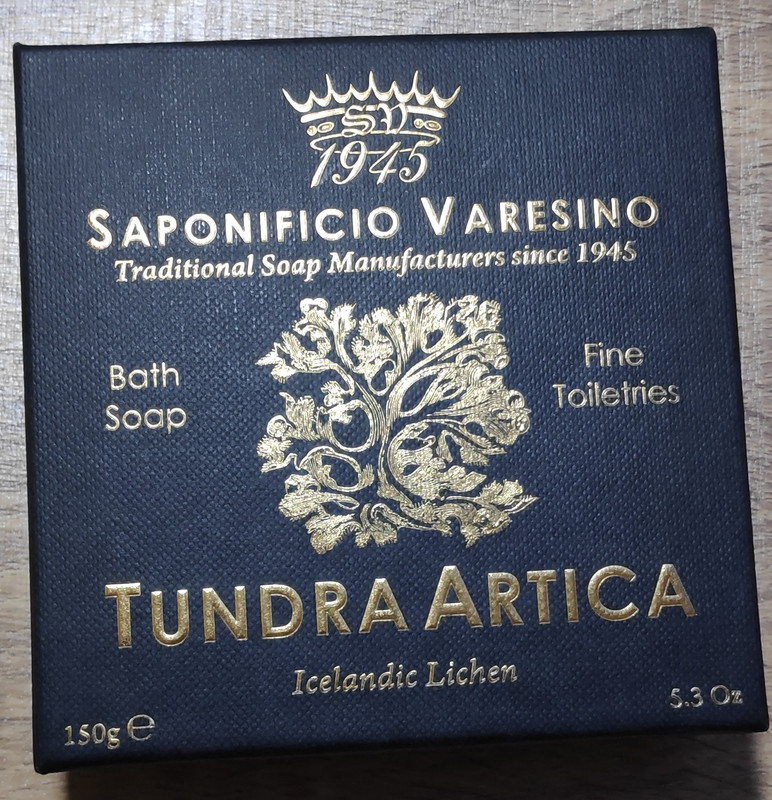 SV
1945
SAPONIFICIO VARESINO
Traditional Soap Manufacturers since 1945
Bath
Soap
Fine
Toiletries
TUNDRA ARTICA
Icelandic Lichen
150g ℮
5.3 Oz